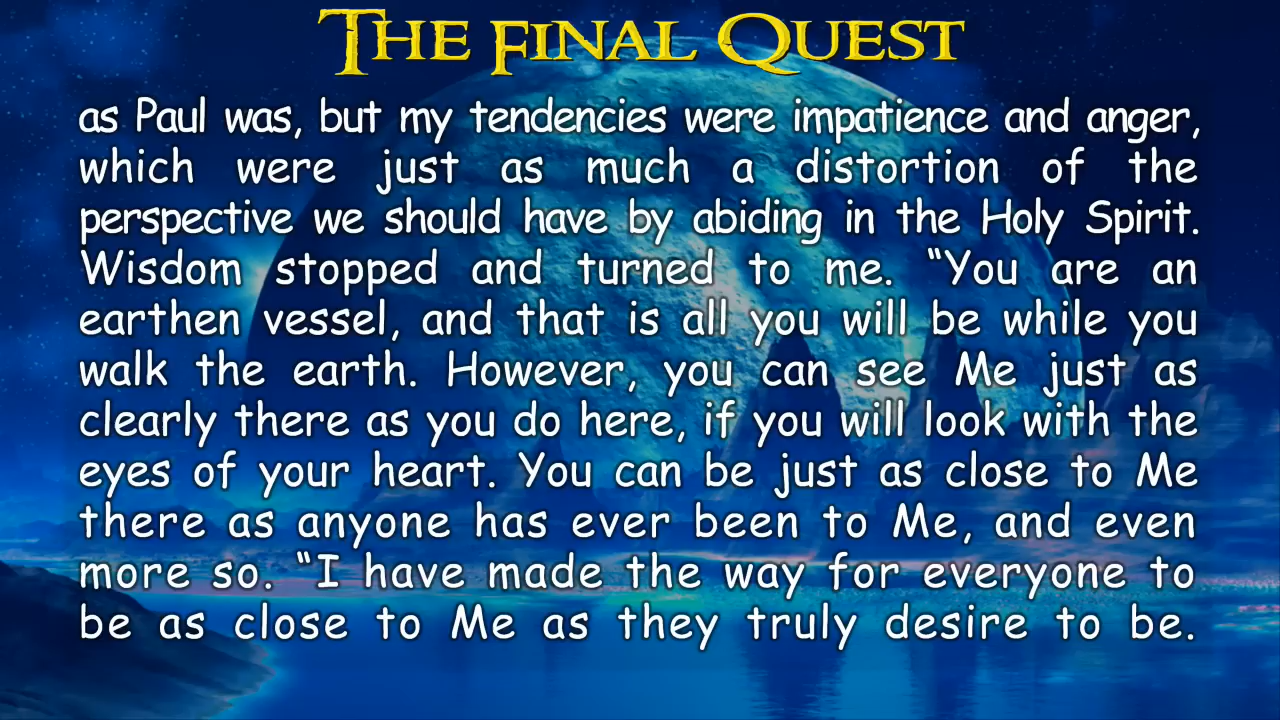 THE FINAL QUEST
as Paul was, but my tendencies were impatience and anger,
which were just as much a distortion of the
perspective we should have by abiding in the Holy Spirit.
Wisdom stopped and turned to me. “You are an
earthen vessel, and that is all you will be while you
walk the earth. However, you can see Me just as
clearly there as you do here, if you will look with the
eyes of your heart. You can be just as close to Me
there as anyone has ever been to Me, and even
more so. “I have made the way for everyone to
be as close to Me as they truly desire to be.